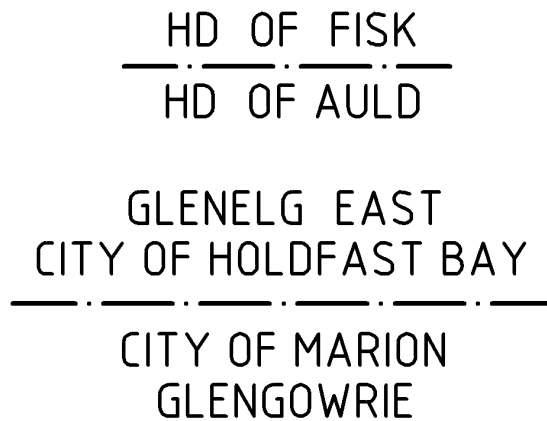 HD OF FISK
HD OF AULD
GLENELG EAST
CITY OF HOLDFAST BAY
CITY OF MARION
GLENGOWRIE